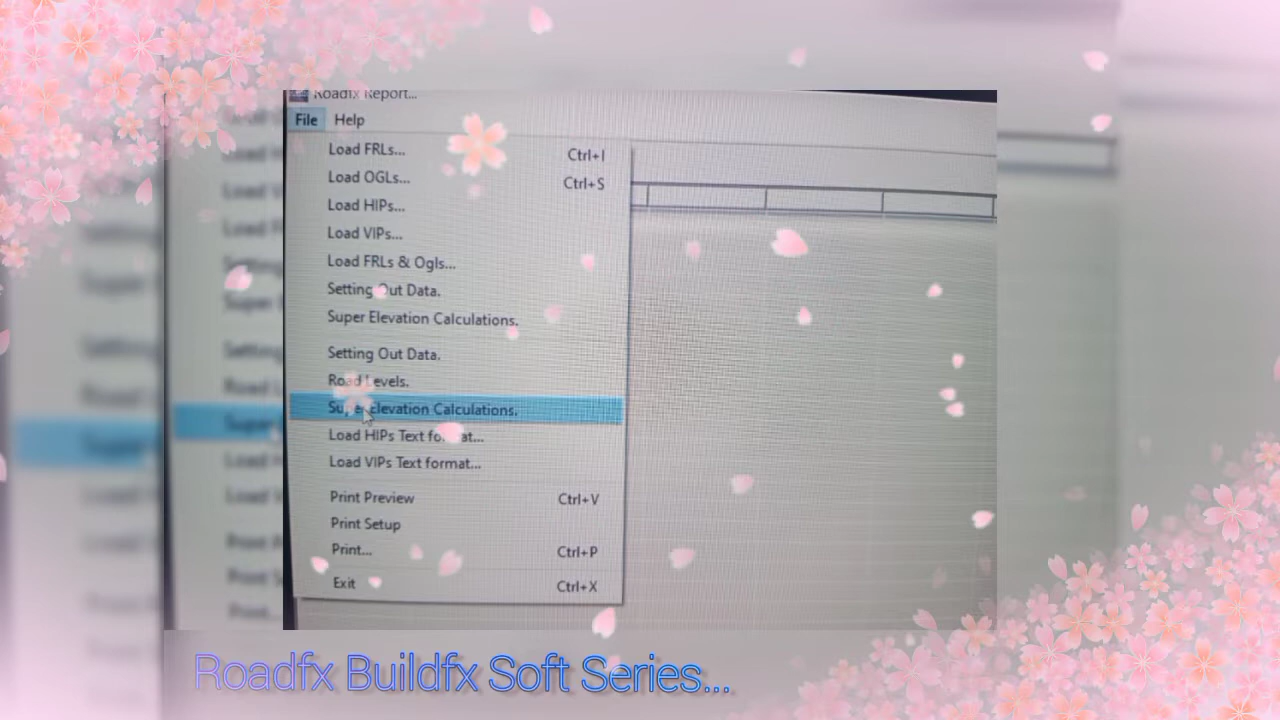 Roadfx Report...
File Help
Load FRLs... Ctrl+I
Load OGLs... Ctrl+S
Load HIPs...
Load VIPs...
Load FRLs & Ogls...
Setting Out Data.
Super Elevation Calculations.
Setting Out Data.
Road Levels.
Super Elevation Calculations.
Load HIPs Text format...
Load VIPs Text format...
Print Preview Ctrl+V
Print Setup
Print... Ctrl+P
Exit Ctrl+X
Roadfx Buildfx Soft Series...